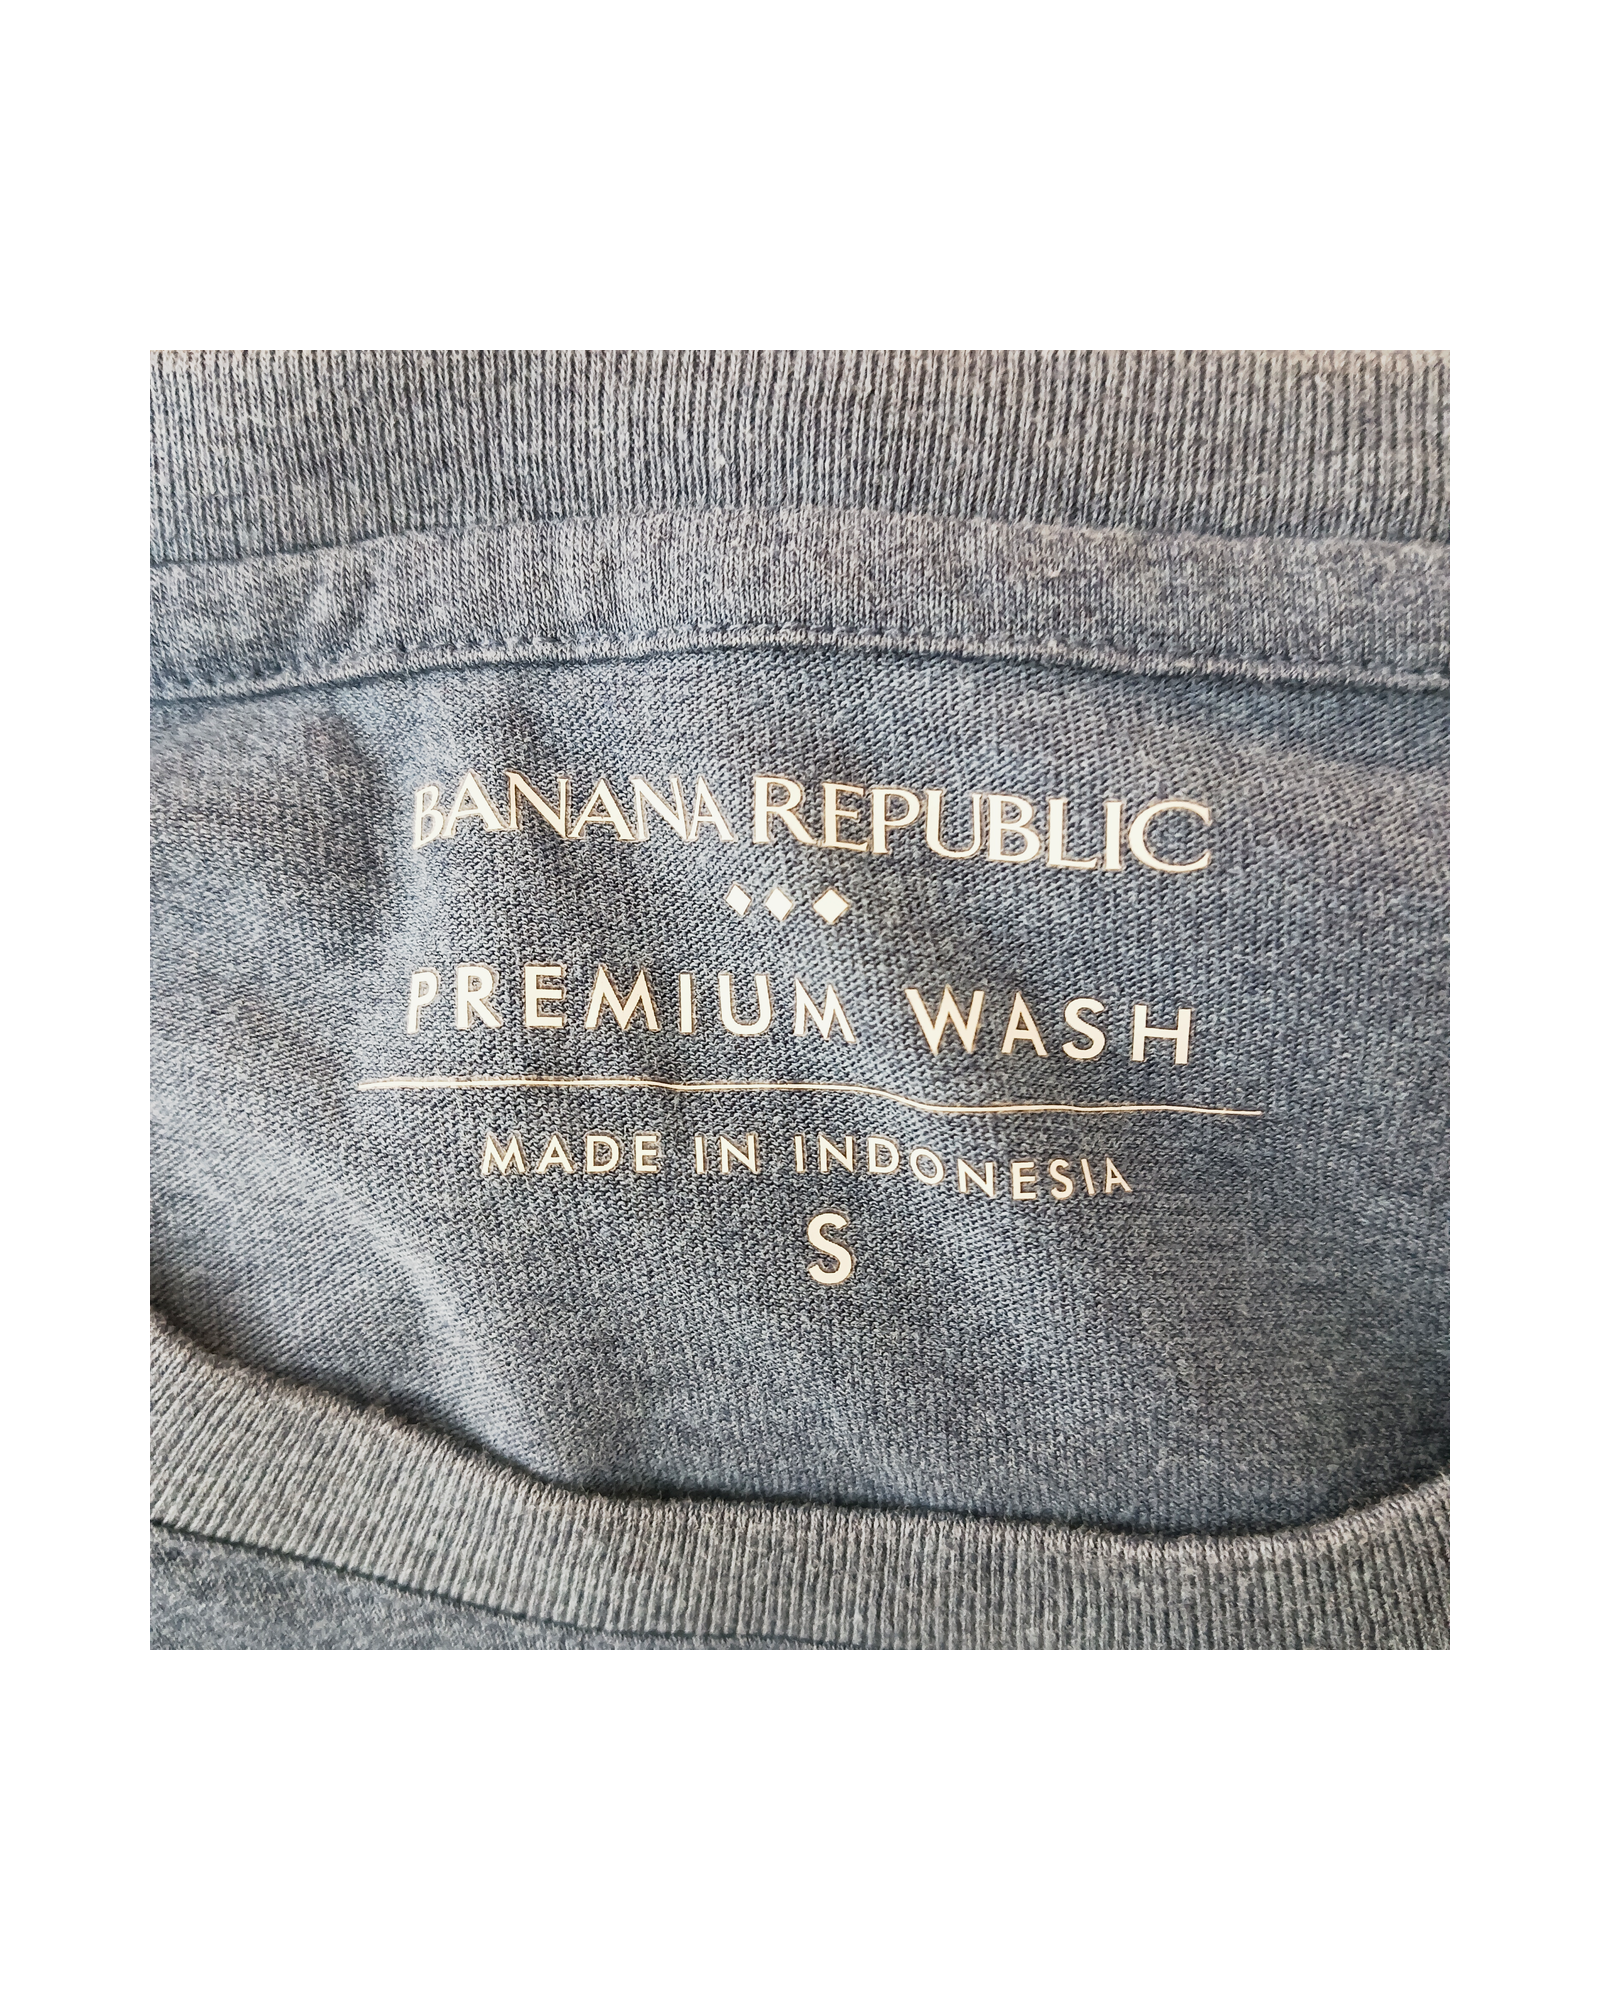 BANANA REPUBLIC
PREMIUM WASH
MADE IN INDONESIA
S